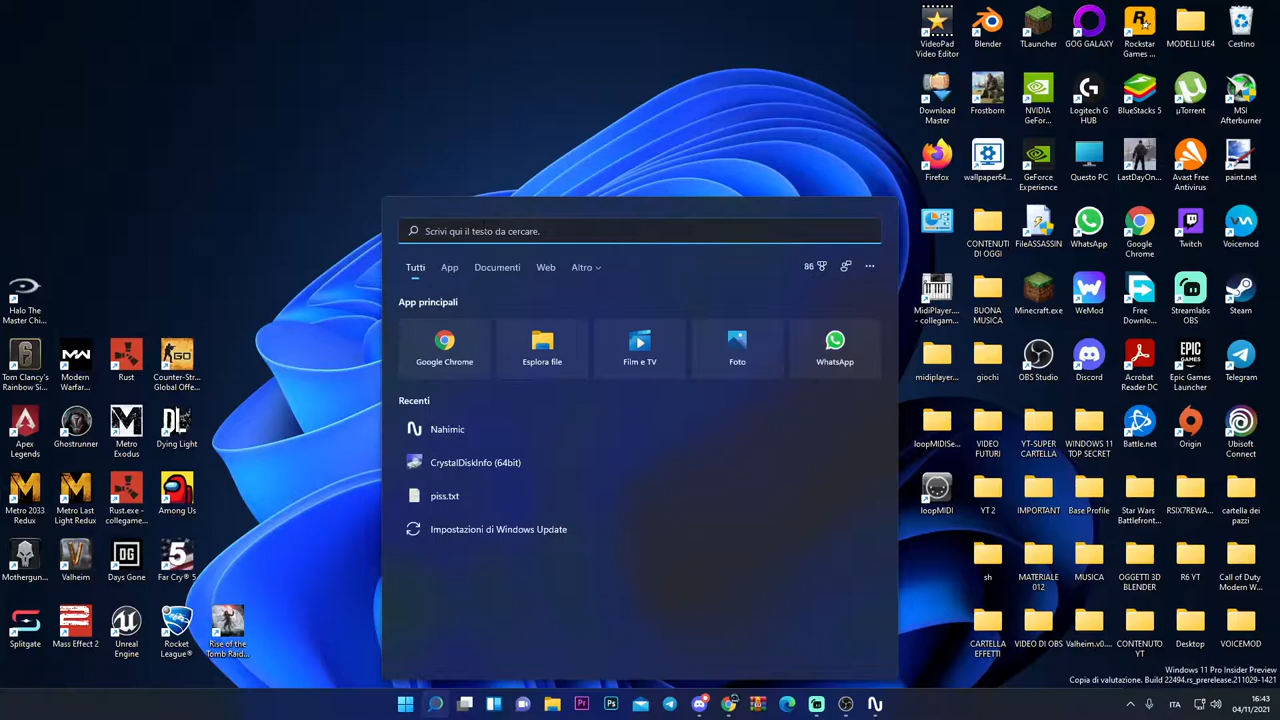 VideoPad Video Editor
Blender
TLauncher
GOG GALAXY
Rockstar Games ...
MODELLI UE4
Cestino
Download Master
Frostborn
NVIDIA GeFor...
Logitech G HUB
BlueStacks 5
µTorrent
MSI Afterburner
Firefox
wallpaper64...
GeForce Experience
Questo PC
LastDayOn...
Avast Free Antivirus
paint.net
CONTENUTI DI OGGI
FileASSASSIN
WhatsApp
Google Chrome
Twitch
Voicemod
MidiPlayer... - collegam...
BUONA MUSICA
Minecraft.exe
WeMod
Free Downlo...
Streamlabs OBS
Steam
midiplayer...
giochi
OBS Studio
Discord
Acrobat Reader DC
Epic Games Launcher
Telegram
loopMIDISe...
VIDEO FUTURI
YT-SUPER CARTELLA
WINDOWS 11 TOP SECRET
Battle.net
Origin
Ubisoft Connect
loopMIDI
YT 2
IMPORTANT
Base Profile
Star Wars Battlefront...
RSIX7REWA...
cartella dei pazzi
sh
MATERIALE 012
MUSICA
OGGETTI 3D BLENDER
R6 YT
Call of Duty Modern W...
CARTELLA EFFETTI
VIDEO DI OBS
Valheim.v0...
CONTENUTO YT
Desktop
VOICEMOD
Halo The Master Chi...
Tom Clancy's Rainbow Si...
Modern Warfar...
Rust
Counter-Str... Global Offe...
Apex Legends
Ghostrunner
Metro Exodus
Dying Light
Metro 2033 Redux
Metro Last Light Redux
Rust.exe - collegame...
Among Us
Mothergun...
Valheim
Days Gone
Far Cry® 5
Splitgate
Mass Effect 2
Unreal Engine
Rocket League®
Rise of the Tomb Raid...
Scrivi qui il testo da cercare.
Tutti App Documenti Web Altro 86 ...
App principali
Google Chrome
Esplora file
Film e TV
Foto
WhatsApp
Recenti
Nahimic
CrystalDiskInfo (64bit)
piss.txt
Impostazioni di Windows Update
Windows 11 Pro Insider Preview
Copia di valutazione. Build 22494.rs_prerelease.211029-1421
16:43
04/11/2021